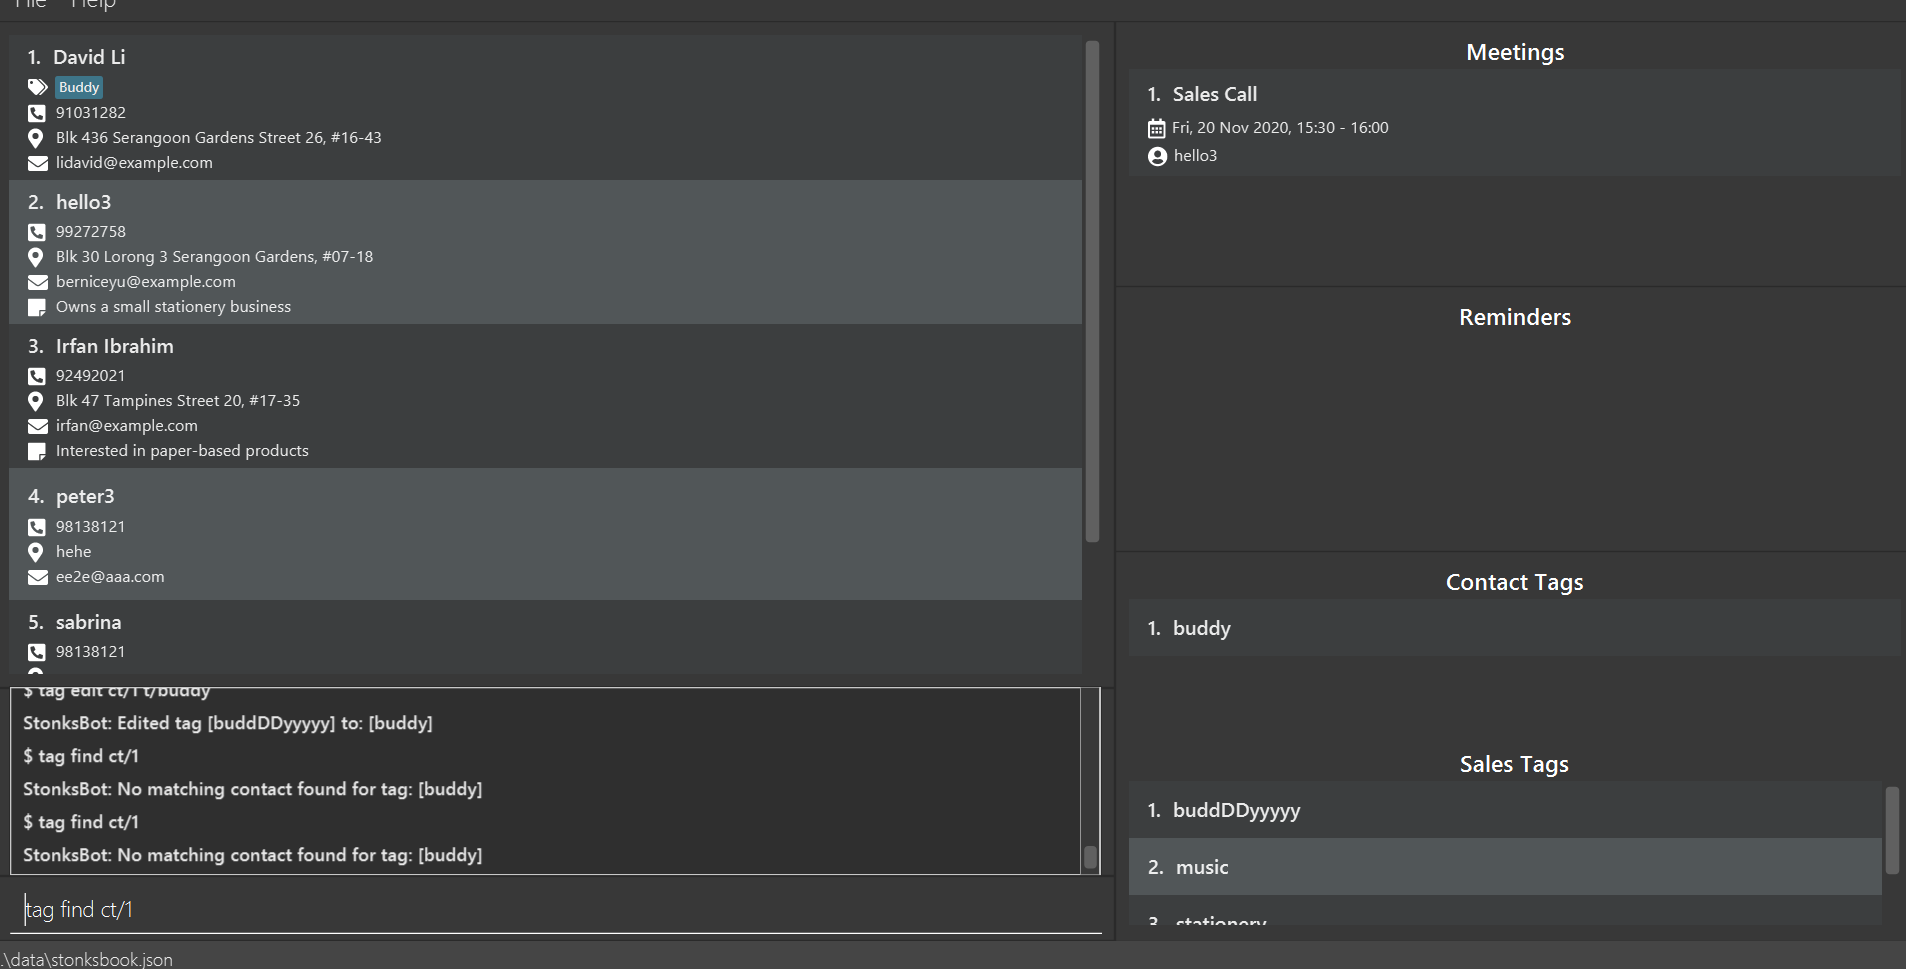 File Help
1. David Li
Buddy
91031282
Blk 436 Serangoon Gardens Street 26, #16-43
lidavid@example.com
2. hello3
99272758
Blk 30 Lorong 3 Serangoon Gardens, #07-18
berniceyu@example.com
Owns a small stationery business
3. Irfan Ibrahim
92492021
Blk 47 Tampines Street 20, #17-35
irfan@example.com
Interested in paper-based products
4. peter3
98138121
hehe
ee2e@aaa.com
5. sabrina
98138121
$ tag edit ct/1 t/buddy
StonksBot: Edited tag [buddDDyyyyy] to: [buddy]
$ tag find ct/1
StonksBot: No matching contact found for tag: [buddy]
$ tag find ct/1
StonksBot: No matching contact found for tag: [buddy]
tag find ct/1
.\data\stonksbook.json
Meetings
1. Sales Call
Fri, 20 Nov 2020, 15:30 - 16:00
hello3
Reminders
Contact Tags
1. buddy
Sales Tags
1. buddDDyyyyy
2. music
3. stationery